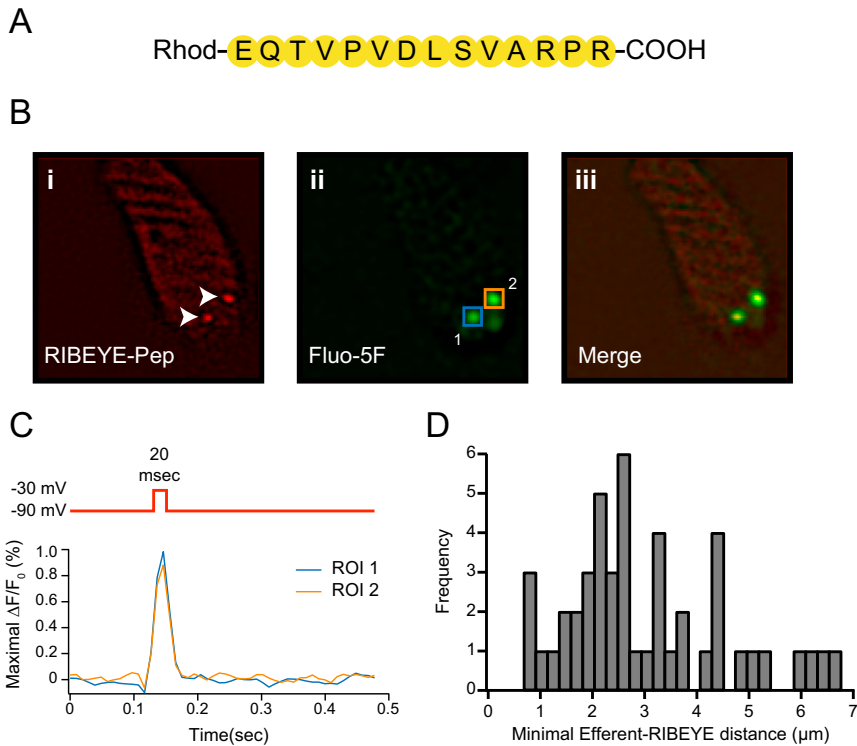 A
Rhod-EQTVPVDLSVARPR-COOH
B
i
RIBEYE-Pep
ii
2
1
Fluo-5F
iii
Merge
C
20
msec
-30 mV
-90 mV
Maximal ΔF/F0 (%)
1.0
0.8
0.6
0.4
0.2
0
ROI 1
ROI 2
0 0.1 0.2 0.3 0.4 0.5
Time(sec)
D
Frequency
6
5
4
3
2
1
0
0 1 2 3 4 5 6 7
Minimal Efferent-RIBEYE distance (μm)